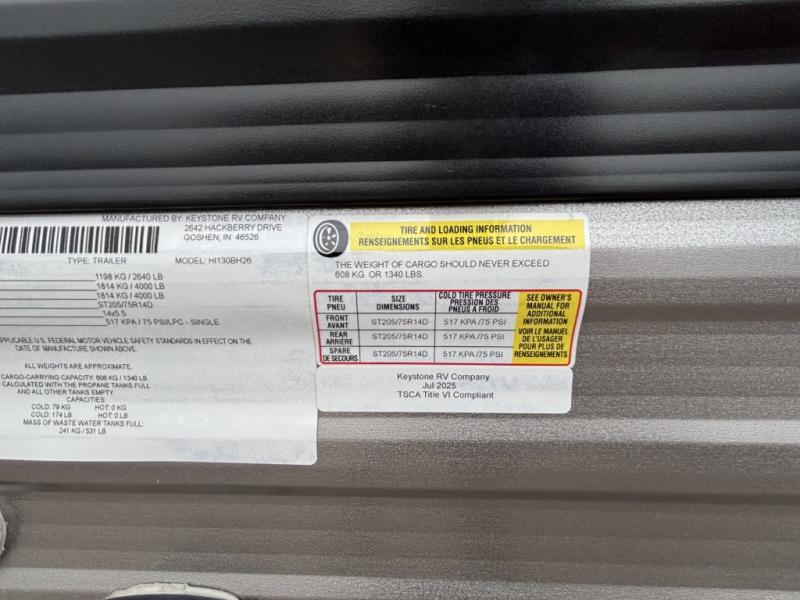 MANUFACTURED BY: KEYSTONE RV COMPANY
2642 HACKBERRY DRIVE
GOSHEN, IN 46526
TYPE: TRAILER MODEL: HI130BH26
1198 KG / 2640 LB
1814 KG / 4000 LB
1814 KG / 4000 LB
ST205/75R14D
14x5.5
517 KPA / 75 PSI/LPC - SINGLE
APPLICABLE U.S. FEDERAL MOTOR VEHICLE SAFETY STANDARDS IN EFFECT ON THE
DATE OF MANUFACTURE SHOWN ABOVE.
ALL WEIGHTS ARE APPROXIMATE.
CARGO-CARRYING CAPACITY: 608 KG / 1340 LB
CALCULATED WITH THE PROPANE TANKS FULL
AND ALL OTHER TANKS EMPTY.
CAPACITIES:
COLD: 79 KG HOT: 0 KG
COLD: 174 LB HOT: 0 LB
MASS OF WASTE WATER TANKS FULL:
241 KG / 531 LB
TIRE AND LOADING INFORMATION
RENSEIGNEMENTS SUR LES PNEUS ET LE CHARGEMENT
THE WEIGHT OF CARGO SHOULD NEVER EXCEED
608 KG OR 1340 LBS.
TIRE
PNEU
SIZE
DIMENSIONS
COLD TIRE PRESSURE
PRESSION DES
PNEUS A FROID
FRONT
AVANT
ST205/75R14D 517 KPA /75 PSI
REAR
ARRIÈRE
ST205/75R14D 517 KPA /75 PSI
SPARE
DE SECOURS
ST205/75R14D 517 KPA /75 PSI
SEE OWNER'S
MANUAL FOR
ADDITIONAL
INFORMATION
VOIR LE MANUEL
DE L'USAGER
POUR PLUS DE
RENSEIGNEMENTS
Keystone RV Company
Jul 2025
TSCA Title VI Compliant